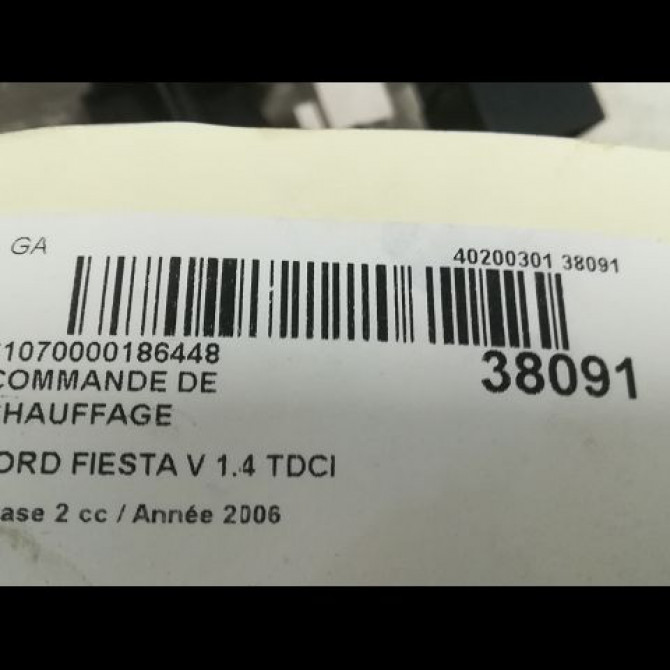 GA
40200301 38091
1070000186448
38091
COMMANDE DE
HAUFFAGE
ORD FIESTA V 1.4 TDCI
ase 2 cc / Année 2006